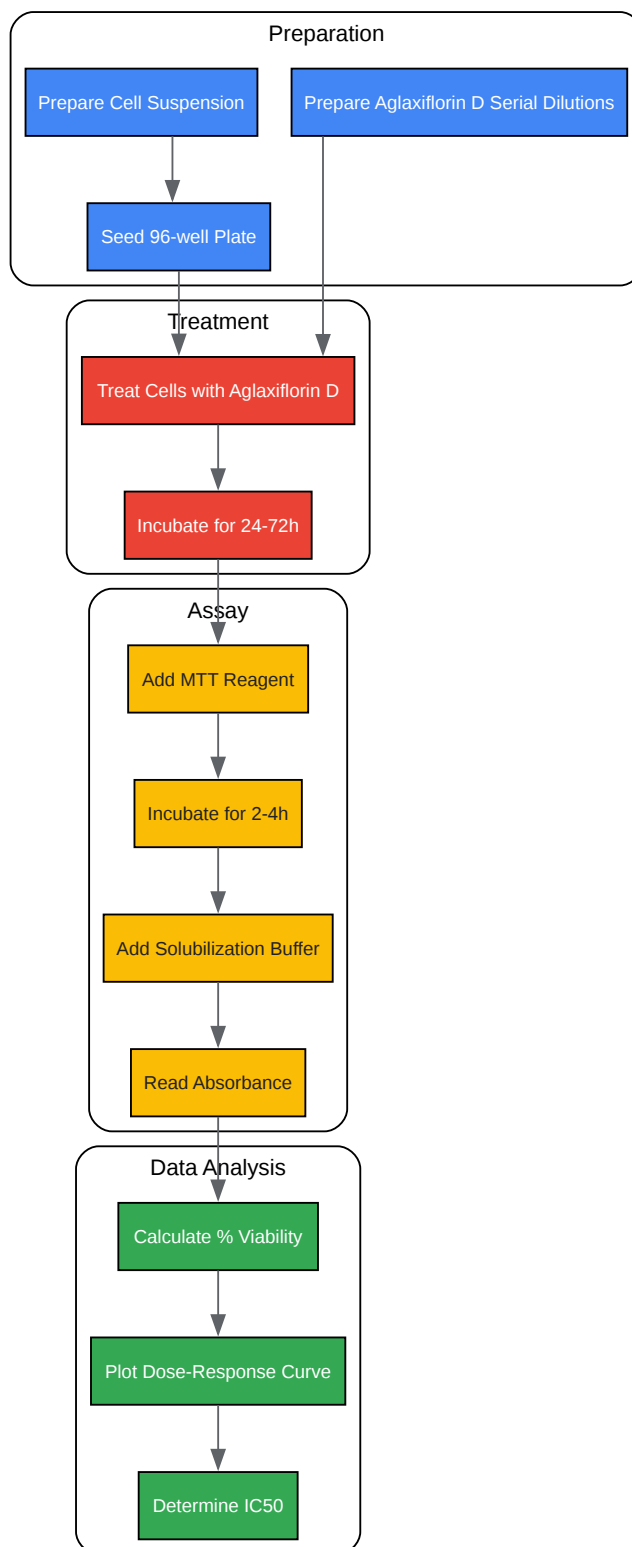 Preparation
Prepare Cell Suspension
Prepare Aglaxiflorin D Serial Dilutions
Seed 96-well Plate
Treatment
Treat Cells with Aglaxiflorin D
Incubate for 24-72h
Assay
Add MTT Reagent
Incubate for 2-4h
Add Solubilization Buffer
Read Absorbance
Data Analysis
Calculate % Viability
Plot Dose-Response Curve
Determine IC50